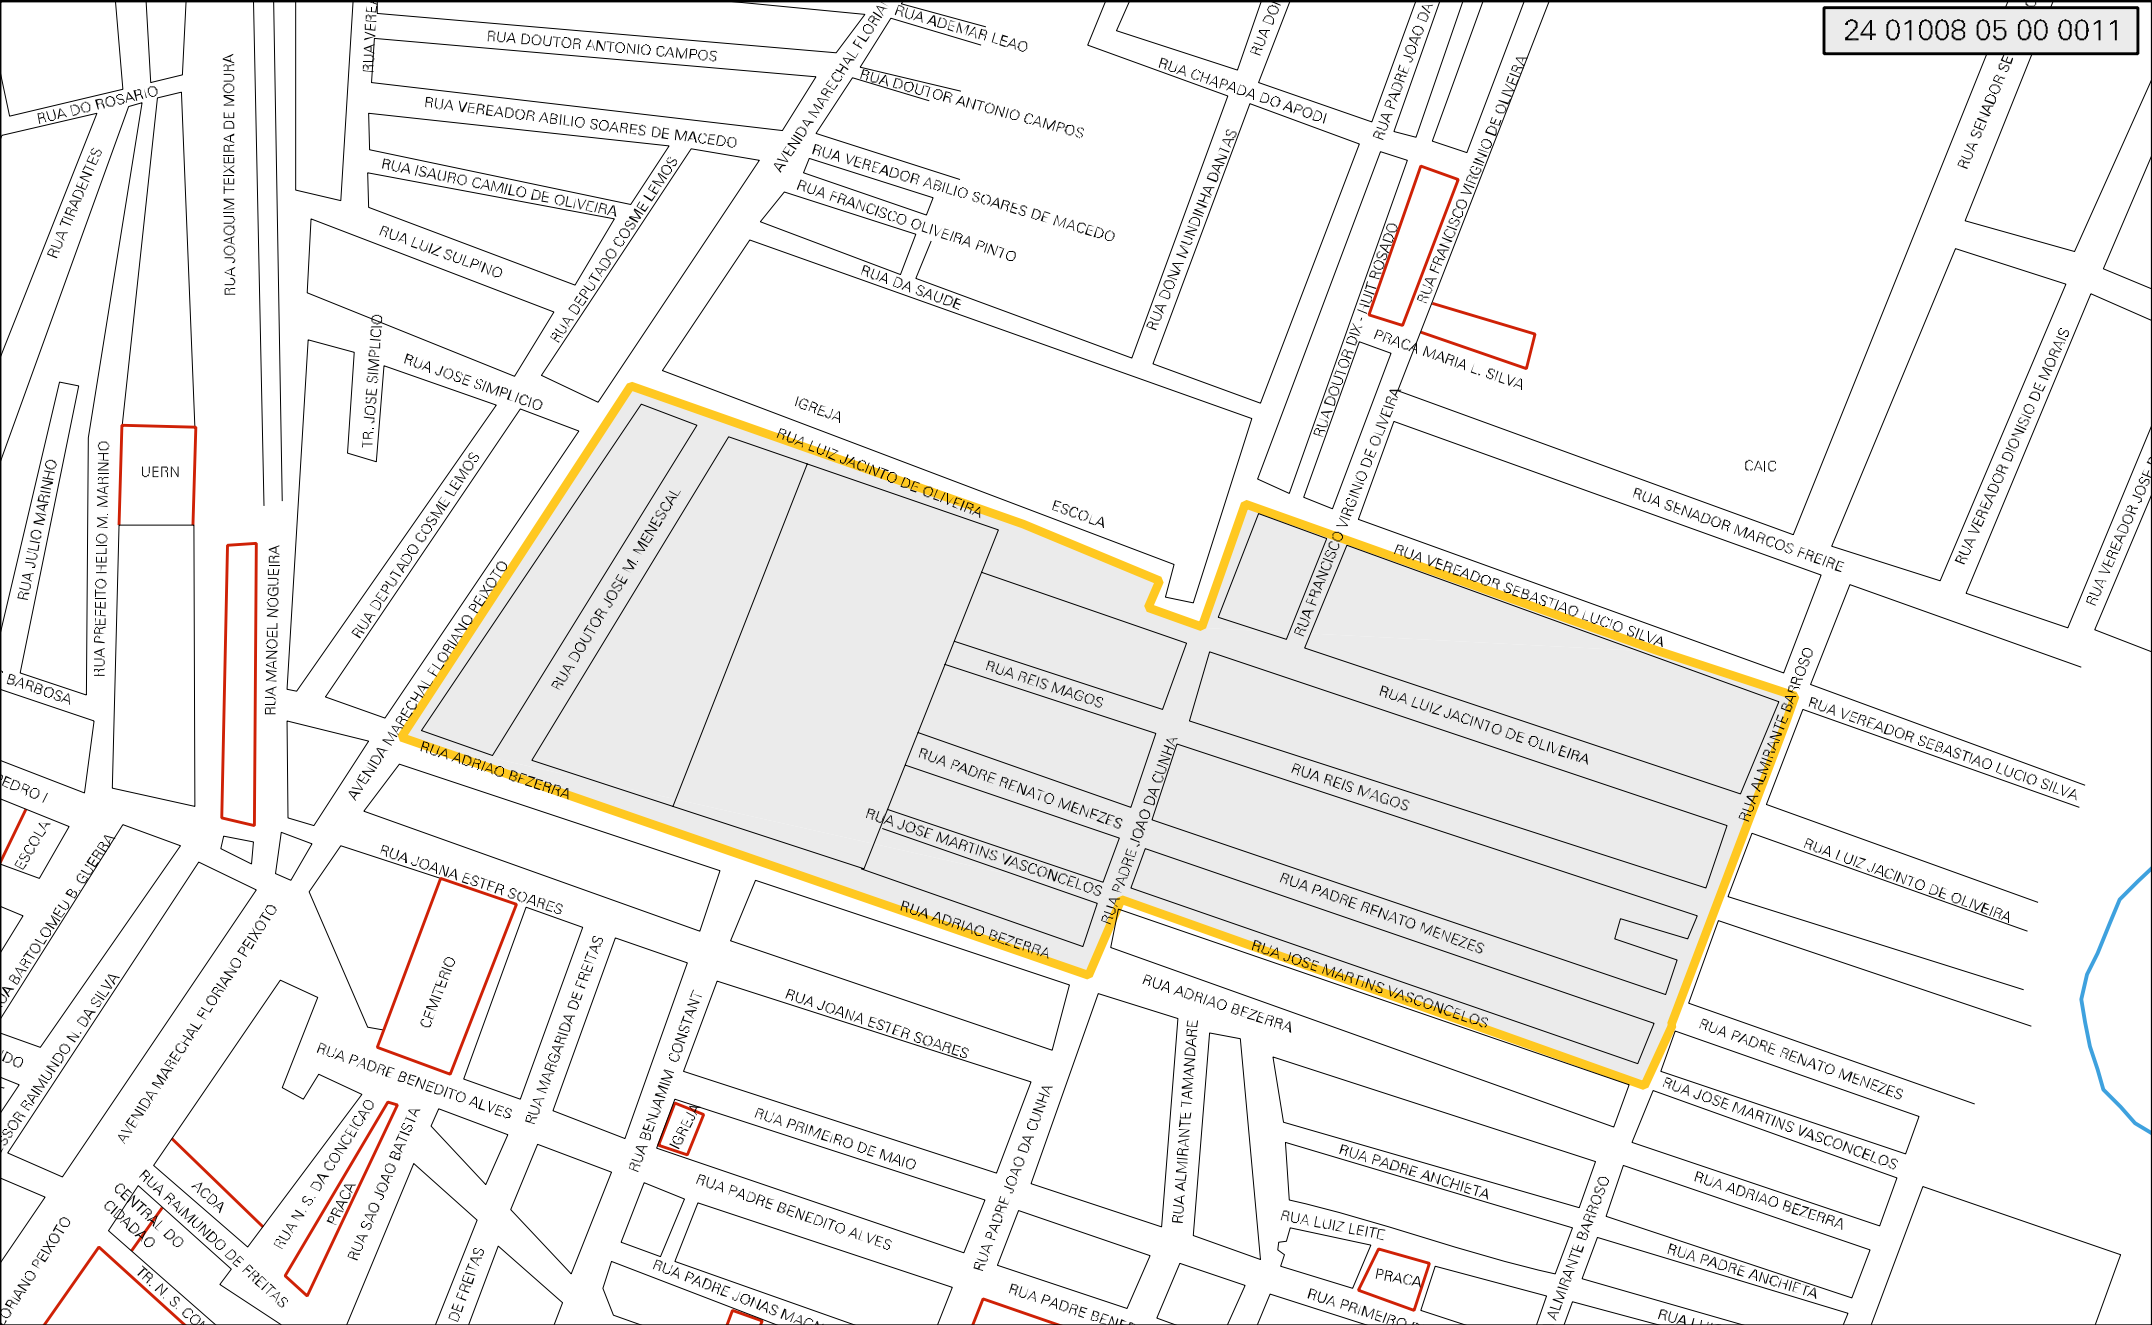 24 01008 05 00 0011
RUA ADEMAR LEAO
RUA DOUTOR ANTONIO CAMPOS
RUA DO ROSARIO
RUA JOAQUIM TEIXEIRA DE MOURA
RUA VEREADOR ABILIO SOARES DE MACEDO
RUA DOUTOR ANTONIO CAMPOS
RUA CHAPADA DO APODI
RUA TIRADENTES
RUA ISAURO CAMILO DE OLIVEIRA
RUA VEREADOR ABILIO SOARES DE MACEDO
RUA FRANCISCO OLIVEIRA PINTO
RUA LUIZ SULPINO
RUA DEPUTADO COSME LEMOS
RUA DA SAUDE
RUA DONA MUNDINHA DANTAS
RUA FRANCISCO VIRGINIO DE OLIVEIRA
TR. JOSE SIMPLICIO
RUA JOSE SIMPLICIO
PRACA MARIA L. SILVA
IGREJA
RUA LUIZ JACINTO DE OLIVEIRA
ESCOLA
CAIC
RUA SENADOR MARCOS FREIRE
RUA VEREADOR DIONISIO DE MORAIS
UERN
RUA JULIO MARINHO
RUA PREFEITO HELIO M. MARINHO
RUA MANOEL NOGUEIRA
RUA DEPUTADO COSME LEMOS
AVENIDA MARECHAL FLORIANO PEIXOTO
RUA DOUTOR JOSE M. MENESCAL
RUA FRANCISCO VIRGINIO DE OLIVEIRA
RUA VEREADOR SEBASTIAO LUCIO SILVA
RUA REIS MAGOS
RUA LUIZ JACINTO DE OLIVEIRA
RUA ALMIRANTE BARROSO
RUA VEREADOR SEBASTIAO LUCIO SILVA
BARBOSA
RUA ADRIAO BEZERRA
RUA PADRE RENATO MENEZES
RUA REIS MAGOS
RUA JOSE MARTINS VASCONCELOS
RUA PADRE JOAO DA CUNHA
RUA LUIZ JACINTO DE OLIVEIRA
ESCOLA
RUA JOANA ESTER SOARES
RUA PADRE RENATO MENEZES
RUA ADRIAO BEZERRA
RUA JOSE MARTINS VASCONCELOS
CEMITERIO
AVENIDA MARECHAL FLORIANO PEIXOTO
RUA MARGARIDA DE FREITAS
RUA BENJAMIM CONSTANT
RUA JOANA ESTER SOARES
RUA ADRIAO BEZERRA
RUA PADRE RENATO MENEZES
RUA JOSE MARTINS VASCONCELOS
RUA PADRE BENEDITO ALVES
IGREJA
RUA PRIMEIRO DE MAIO
RUA PADRE JOAO DA CUNHA
RUA ALMIRANTE TAMANDARE
RUA PADRE ANCHIETA
RUA ADRIAO BEZERRA
ACDA
RUA N. S. DA CONCEICAO
PRACA
RUA SAO JOAO BATISTA
RUA PADRE BENEDITO ALVES
RUA LUIZ LEITE
ALMIRANTE BARROSO
RUA PADRE ANCHIETA
CENTRAL DO
CIDADAO
RUA RAIMUNDO DE FREITAS
PRACA
DE FREITAS